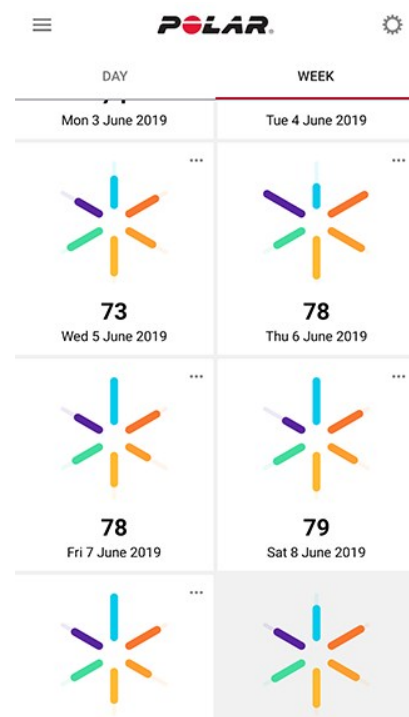 POLAR.
DAY WEEK
Mon 3 June 2019 Tue 4 June 2019
73 78
Wed 5 June 2019 Thu 6 June 2019
78 79
Fri 7 June 2019 Sat 8 June 2019